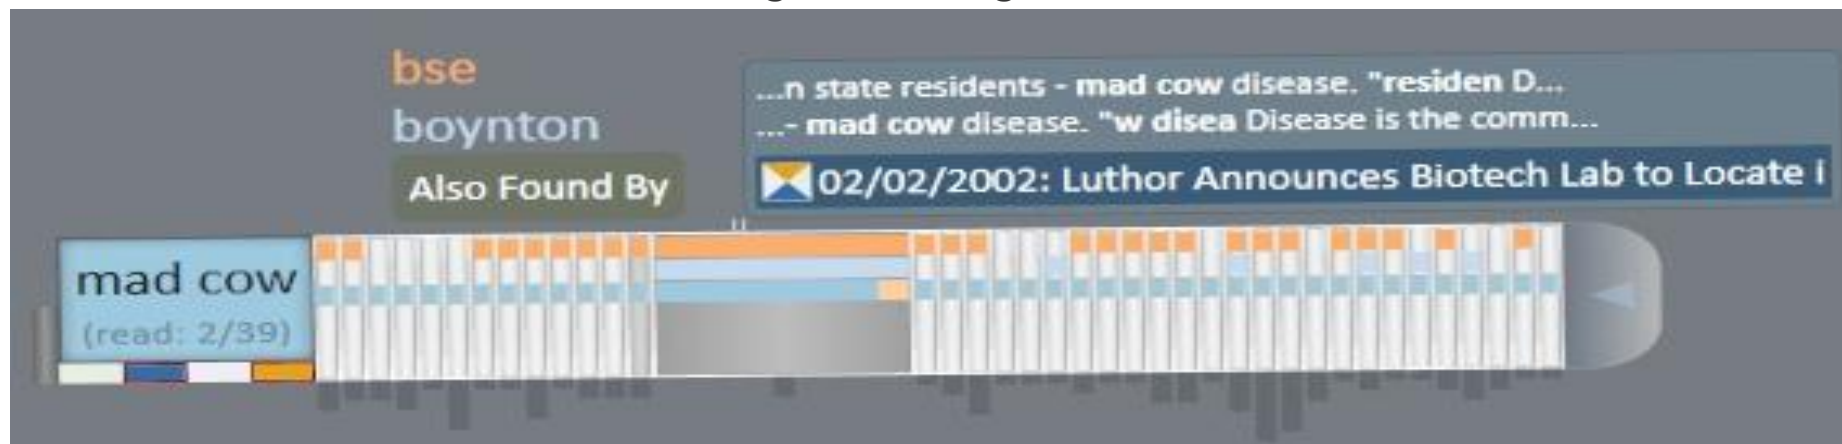 bse
boynton
Also Found By
...n state residents - mad cow disease. "residen D...
...- mad cow disease. "w disea Disease is the comm...
02/02/2002: Luthor Announces Biotech Lab to Locate
mad cow
(read: 2/39)